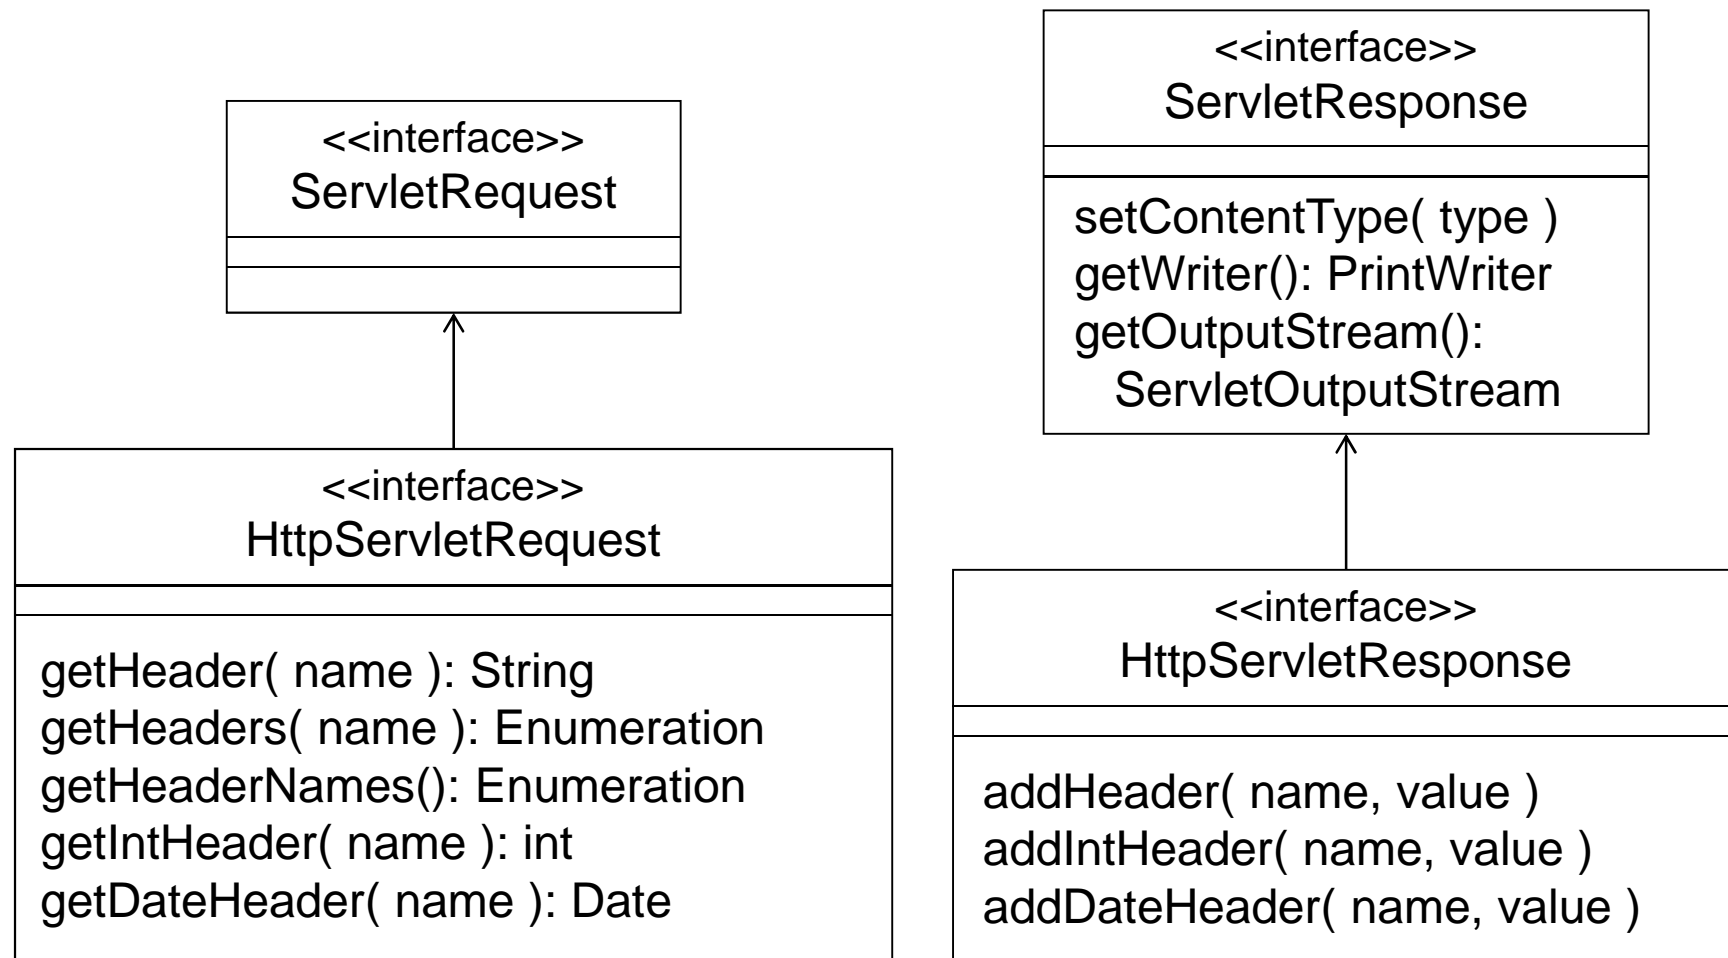 <<interface>>
ServletRequest
<<interface>>
HttpServletRequest
getHeader( name ): String
getHeaders( name ): Enumeration
getHeaderNames(): Enumeration
getIntHeader( name ): int
getDateHeader( name ): Date
<<interface>>
ServletResponse
setContentType( type )
getWriter(): PrintWriter
getOutputStream():
ServletOutputStream
<<interface>>
HttpServletResponse
addHeader( name, value )
addIntHeader( name, value )
addDateHeader( name, value )